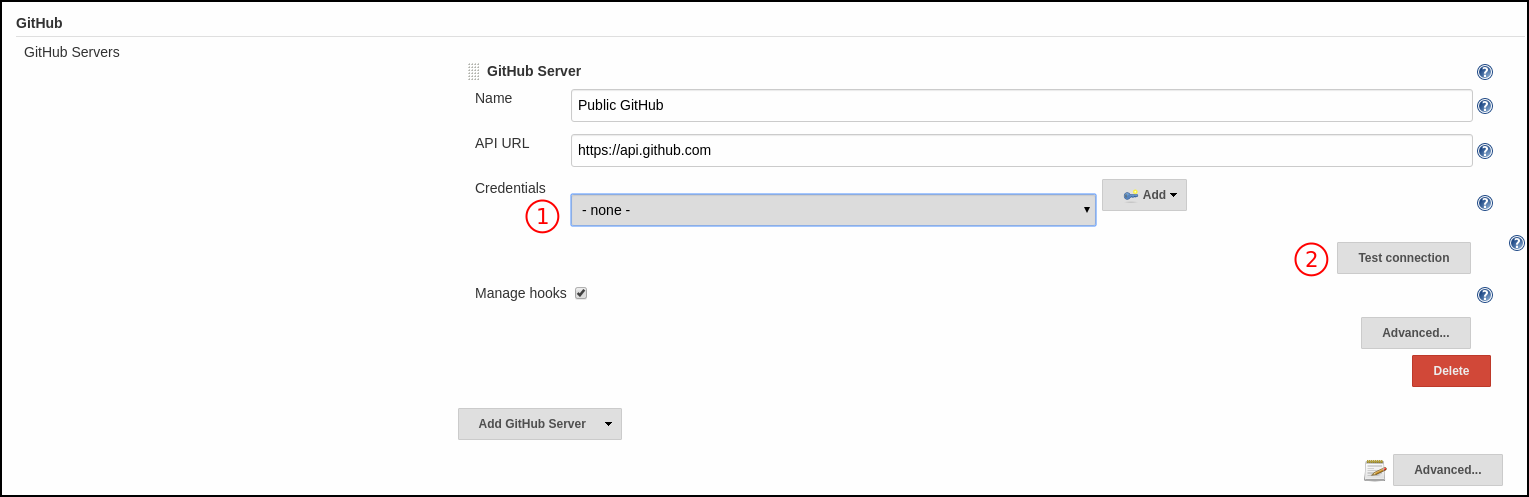 GitHub
GitHub Servers
GitHub Server
?
Name
Public GitHub
?
API URL
https://api.github.com
?
Credentials
1
- none -
Add
?
2
Test connection
?
Manage hooks
?
Advanced...
Delete
Add GitHub Server
Advanced...